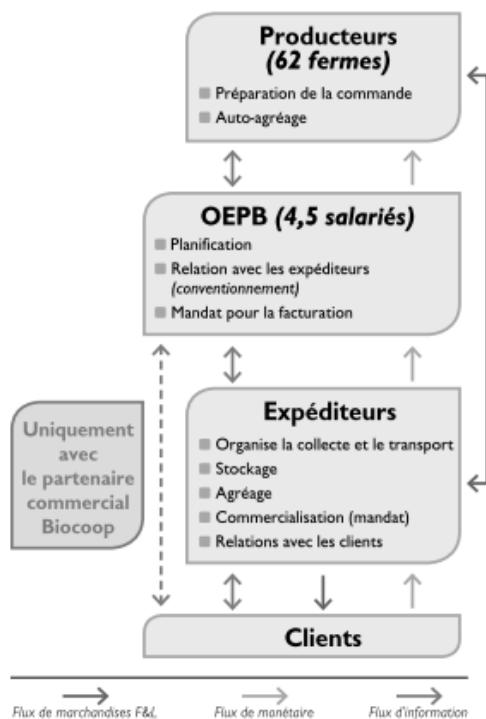 Producteurs
(62 fermes)
Préparation de la commande
Auto-agréage
OEPB (4,5 salariés)
Planification
Relation avec les expéditeurs
(conventionnement)
Mandat pour la facturation
Uniquement
avec
le partenaire
commercial
Biocoop
Expéditeurs
Organise la collecte et le transport
Stockage
Agréage
Commercialisation (mandat)
Relations avec les clients
Clients
Flux de marchandises F&L
Flux de monétaire
Flux d'information